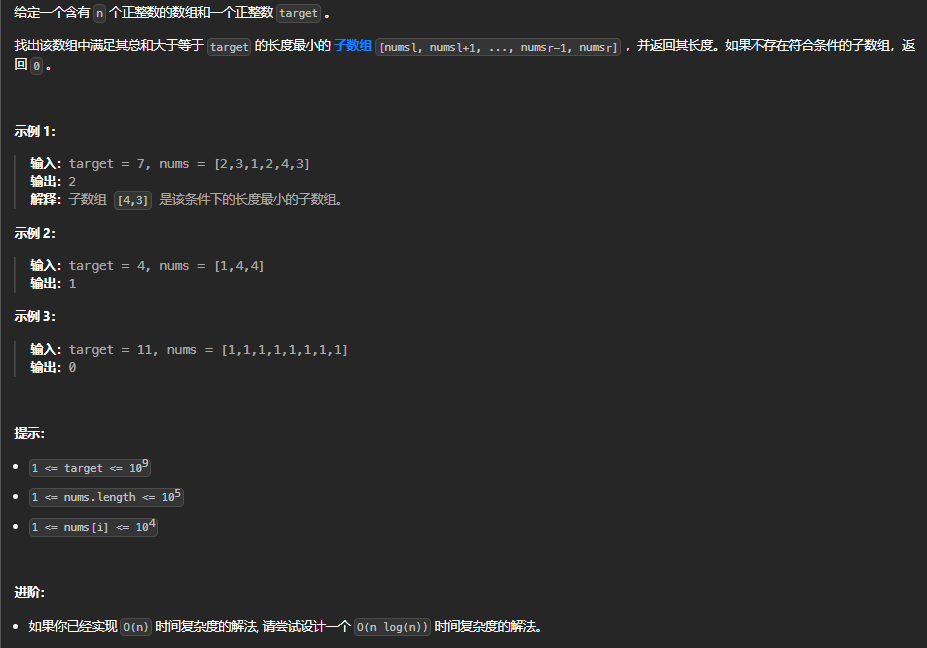 给定一个含有 n 个正整数的数组和一个正整数 target 。
找出该数组中满足其总和大于等于 target 的长度最小的 子数组 [numsl, numsl+1, ..., numsr-1, numsr] ，并返回其长度。如果不存在符合条件的子数组，返
回 0 。
示例 1：
输入：target = 7, nums = [2,3,1,2,4,3]
输出：2
解释：子数组 [4,3] 是该条件下的长度最小的子数组。
示例 2：
输入：target = 4, nums = [1,4,4]
输出：1
示例 3：
输入：target = 11, nums = [1,1,1,1,1,1,1,1]
输出：0
提示：
• 1 <= target <= 10⁹
• 1 <= nums.length <= 10⁵
• 1 <= nums[i] <= 10⁴
进阶：
• 如果你已经实现 O(n) 时间复杂度的解法, 请尝试设计一个 O(n log(n)) 时间复杂度的解法。